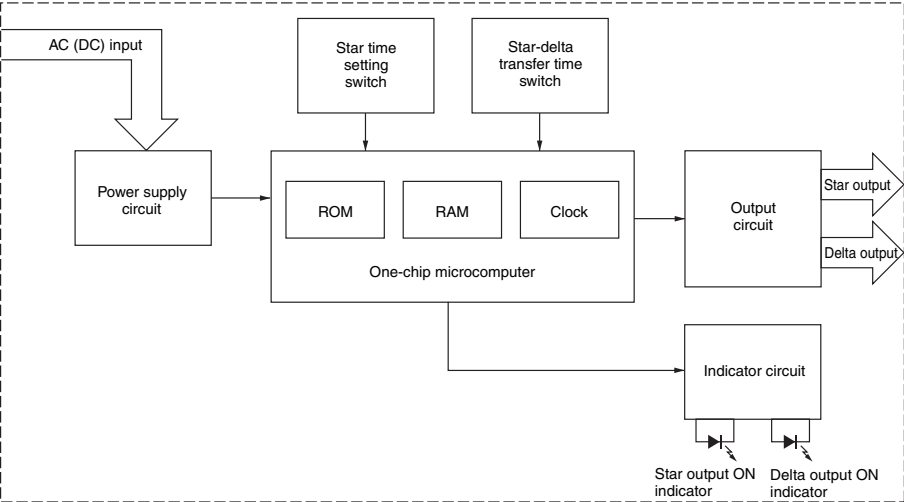 AC (DC) input
Star time
setting
switch
Star-delta
transfer time
switch
Power supply
circuit
ROM
RAM
Clock
One-chip microcomputer
Output
circuit
Star output
Delta output
Indicator circuit
Star output ON
indicator
Delta output ON
indicator